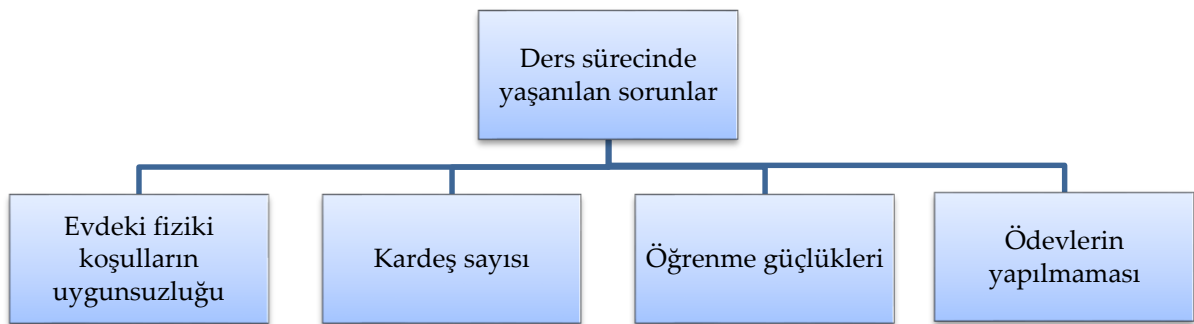 Ders sürecinde
yaşanılan sorunlar
Evdeki fiziki
koşulların
uygunsuzluğu
Kardeş sayısı
Öğrenme güçlükleri
Ödevlerin
yapılmaması